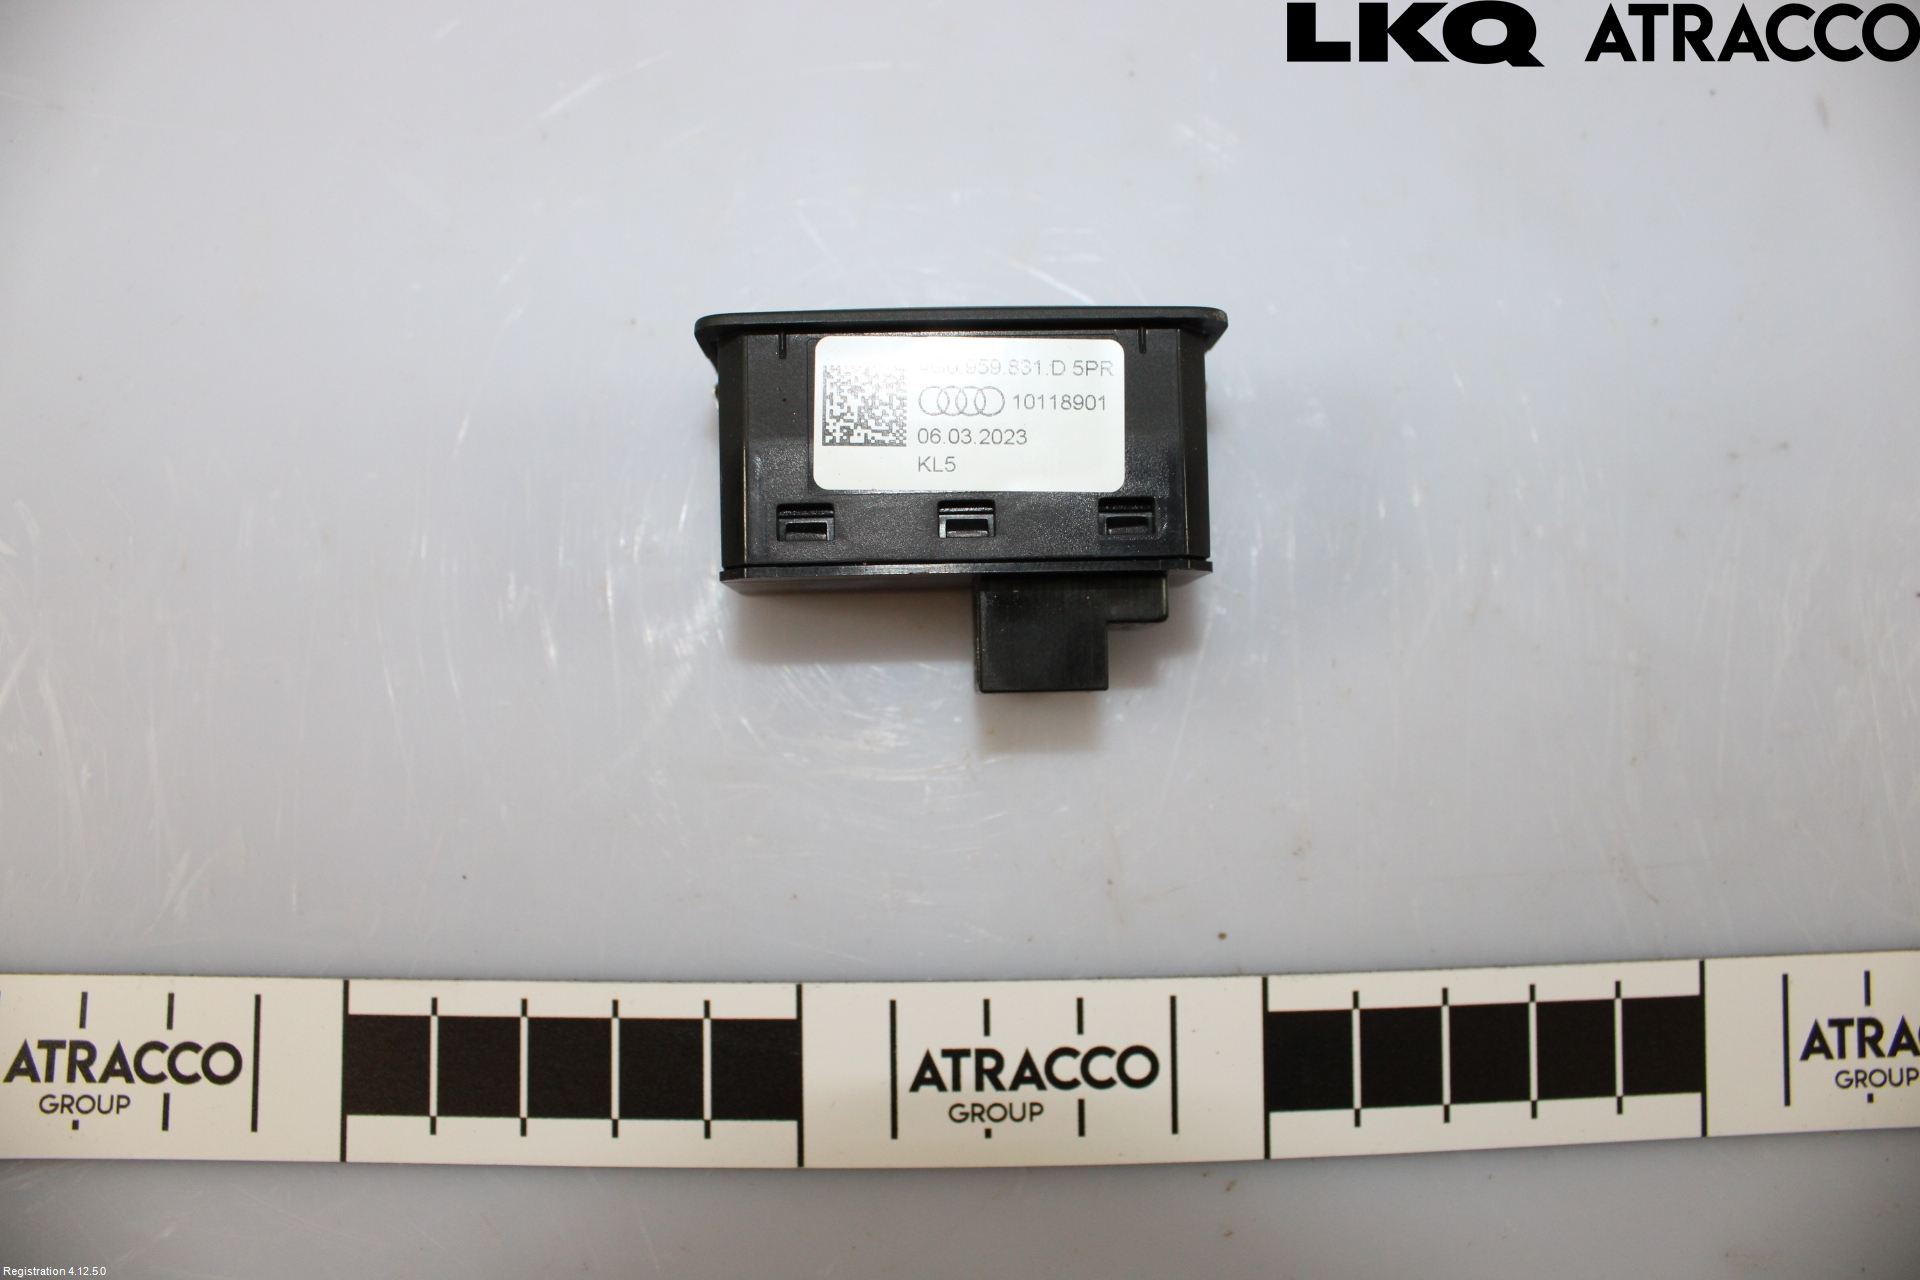 LKQ ATRACCO
.959.831.D 5PR
10118901
06.03.2023
KL5
ATRACCO
GROUP
ATRACCO
GROUP
ATRA
GROUP
Registration 4.12.5.0